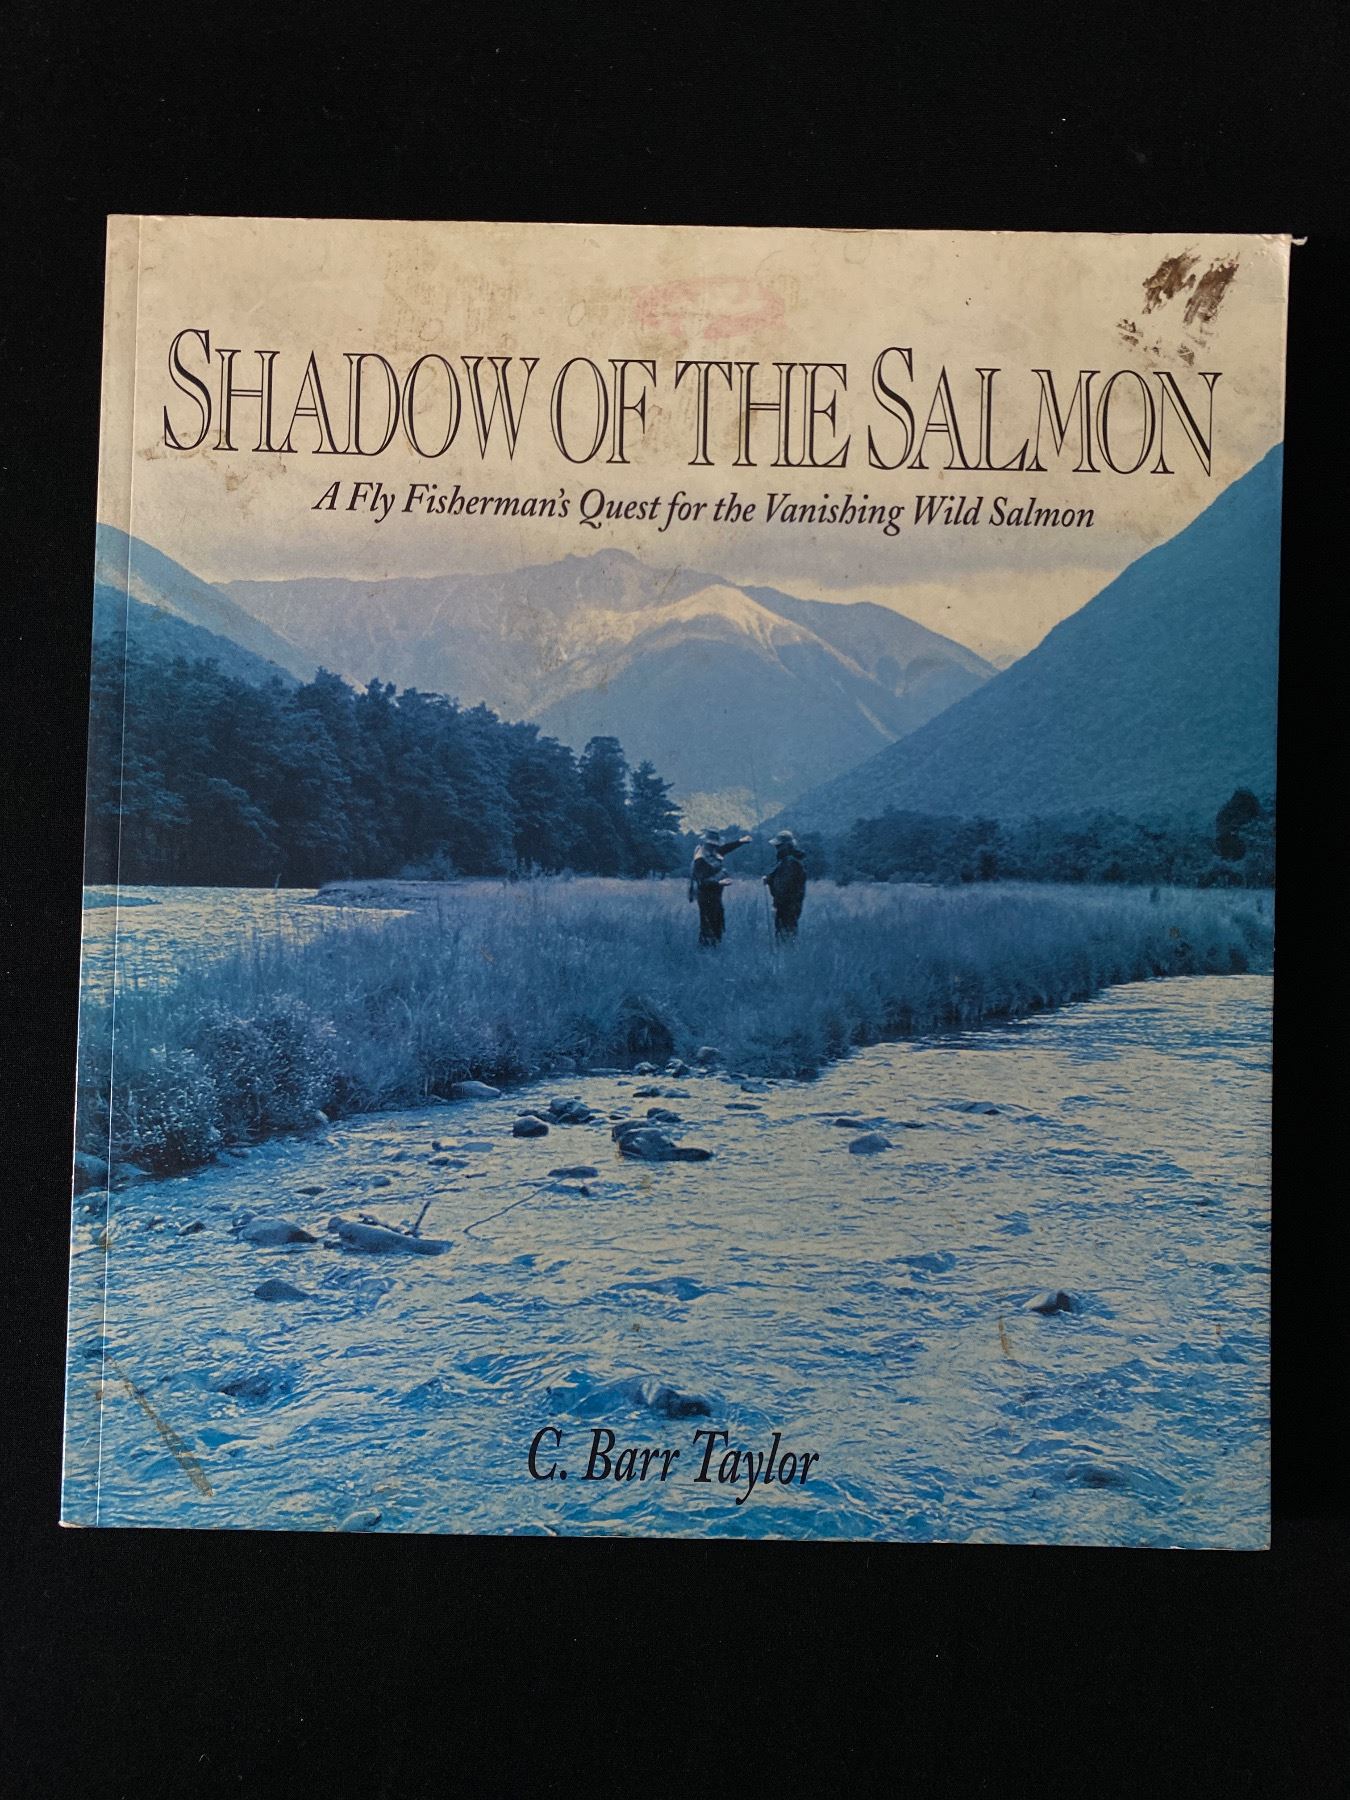 SHADOW OF THE SALMON
A Fly Fisherman's Quest for the Vanishing Wild Salmon
C. Barr Taylor